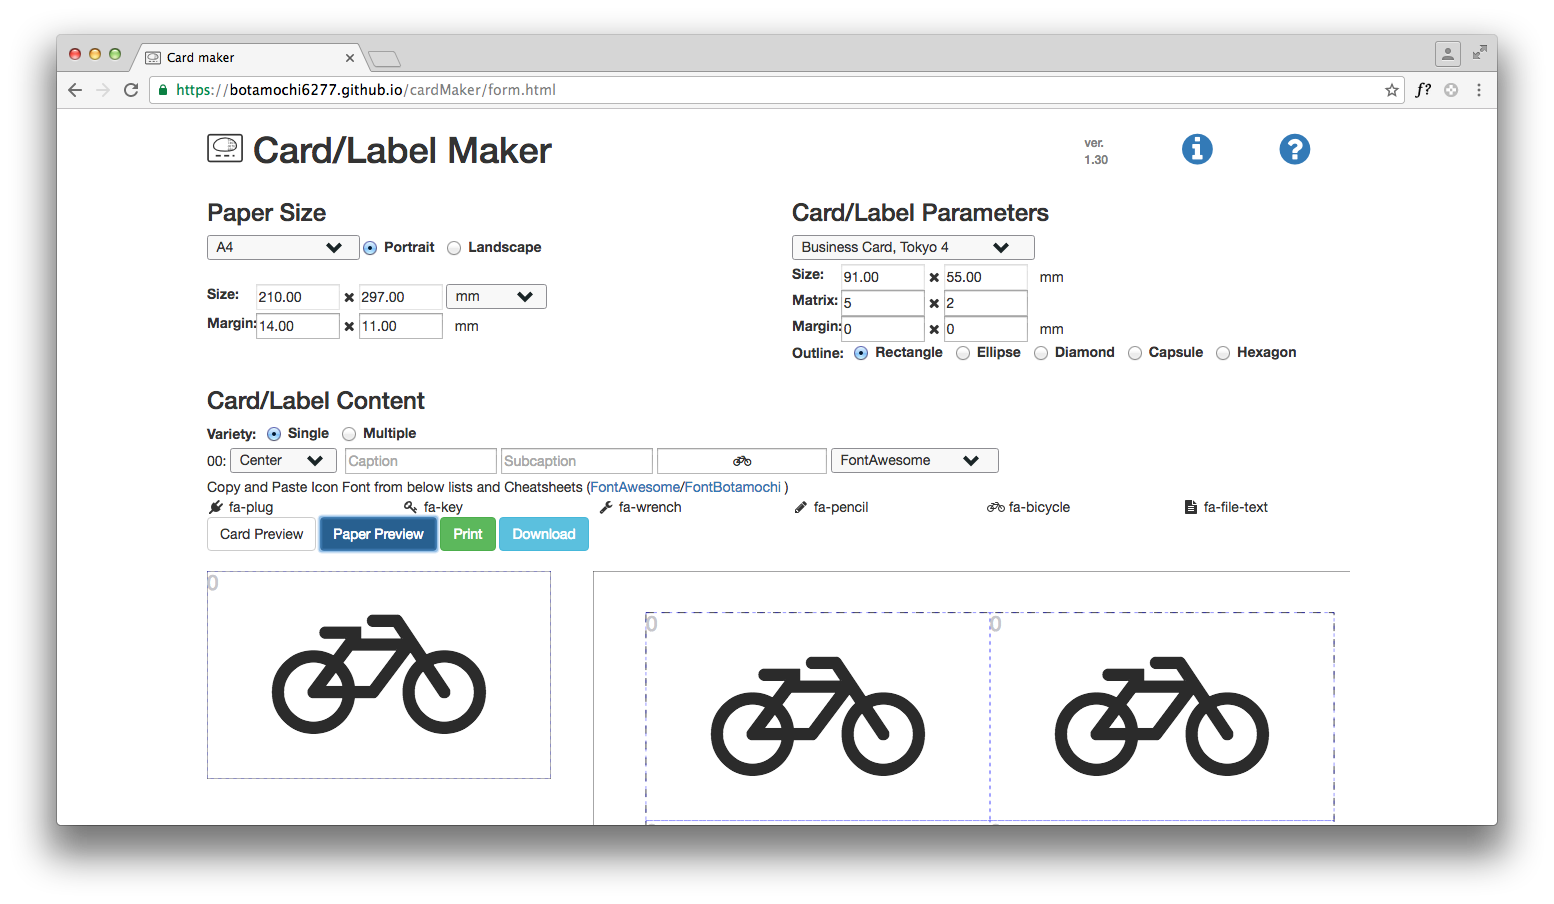 Card maker
https://botamochi6277.github.io/cardMaker/form.html
f?
Card/Label Maker
ver.
1.30
Paper Size
A4
Portrait
Landscape
Size:
210.00
297.00
mm
Margin:
14.00
11.00
mm
Card/Label Parameters
Business Card, Tokyo 4
Size:
91.00
55.00
mm
Matrix:
5
2
Margin:
0
0
mm
Outline:
Rectangle
Ellipse
Diamond
Capsule
Hexagon
Card/Label Content
Variety:
Single
Multiple
00:
Center
Caption
Subcaption
FontAwesome
Copy and Paste Icon Font from below lists and Cheatsheets (FontAwesome/FontBotamochi )
fa-plug
fa-key
fa-wrench
fa-pencil
fa-bicycle
fa-file-text
Card Preview
Paper Preview
Print
Download
0
0
0